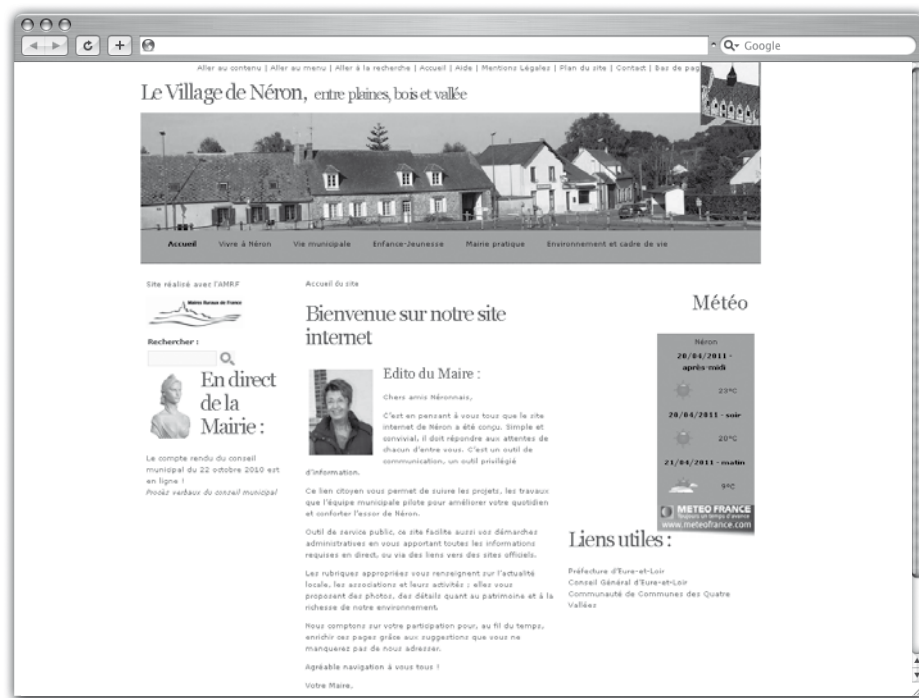 Google
Aller au contenu | Aller au menu | Aller à la recherche | Accueil | Aide | Mentions Légales | Plan du site | Contact | Bas de pag
Le Village de Néron, entre plaines, bois et vallée
Accueil Vivre à Néron Vie municipale Enfance-Jeunesse Mairie pratique Environnement et cadre de vie
Site réalisé avec l'AMRF
Maires Ruraux de France
Rechercher :
En direct
de la
Mairie :
Le compte rendu du conseil
municipal du 22 octobre 2010 est
en ligne !
Procès verbaux du conseil municipal
Accueil du site
Bienvenue sur notre site
internet
Edito du Maire :
Chers amis Néronnais,
C'est en pensant à vous tous que le site
internet de Néron a été conçu. Simple et
convivial, il doit répondre aux attentes de
chacun d'entre vous. C'est un outil de
communication, un outil privilégié
d'information.
Ce lien citoyen vous permet de suivre les projets, les travaux
que l'équipe municipale pilote pour améliorer votre quotidien
et conforter l'essor de Néron.
Outil de service public, ce site facilite aussi vos démarches
administratives en vous apportant toutes les informations
requises en direct, ou via des liens vers des sites officiels.
Les rubriques appropriées vous renseignent sur l'actualité
locale, les associations et leurs activités ; elles vous
proposent des photos, des détails quant au patrimoine et à la
richesse de notre environnement.
Nous comptons sur votre participation pour, au fil du temps,
enrichir ces pages grâce aux suggestions que vous ne
manquerez pas de nous adresser.
Agréable navigation à vous tous !
Votre Maire,
Météo
Néron
20/04/2011 -
après-midi
23°C
20/04/2011 - soir
20°C
21/04/2011 - matin
9°C
METEO FRANCE
Toujours un temps d'avance
www.meteofrance.com
Liens utiles :
Préfecture d'Eure-et-Loir
Conseil Général d'Eure-et-Loir
Communauté de Communes des Quatre
Vallées